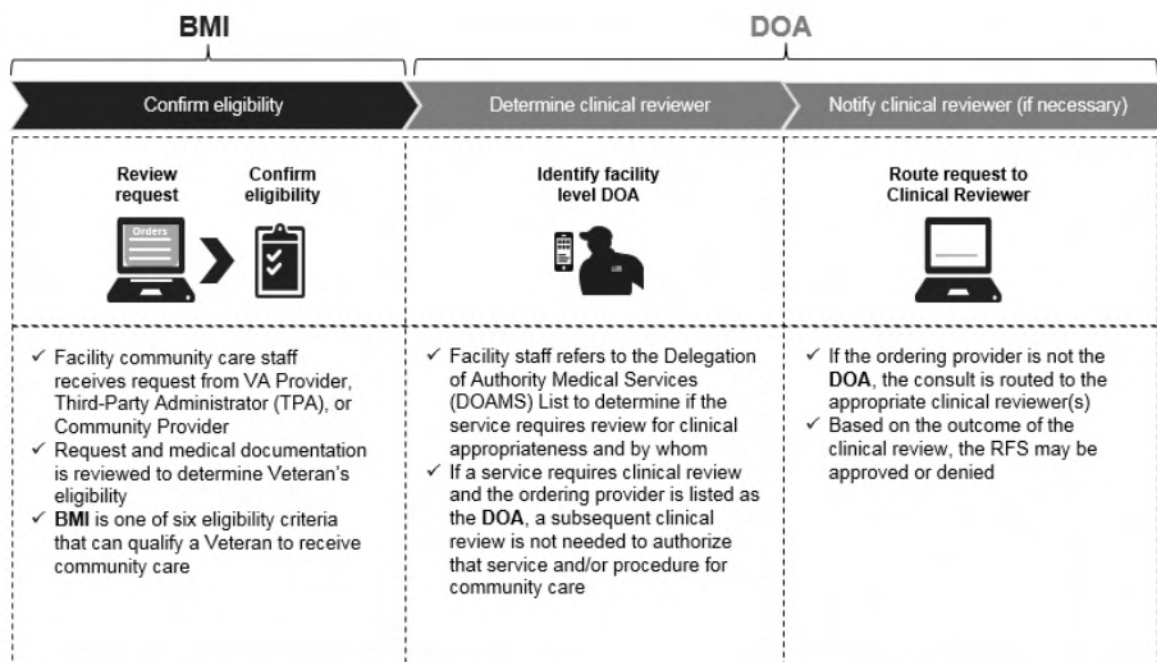 BMI
DOA
Confirm eligibility
Determine clinical reviewer
Notify clinical reviewer (if necessary)
Review
request
Confirm
eligibility
Orders
Identify facility
level DOA
Route request to
Clinical Reviewer
✓ Facility community care staff
receives request from VA Provider,
Third-Party Administrator (TPA), or
Community Provider
✓ Request and medical documentation
is reviewed to determine Veteran's
eligibility
✓ BMI is one of six eligibility criteria
that can qualify a Veteran to receive
community care
✓ Facility staff refers to the Delegation
of Authority Medical Services
(DOAMS) List to determine if the
service requires review for clinical
appropriateness and by whom
✓ If a service requires clinical review
and the ordering provider is listed as
the DOA, a subsequent clinical
review is not needed to authorize
that service and/or procedure for
community care
✓ If the ordering provider is not the
DOA, the consult is routed to the
appropriate clinical reviewer(s)
✓ Based on the outcome of the
clinical review, the RFS may be
approved or denied